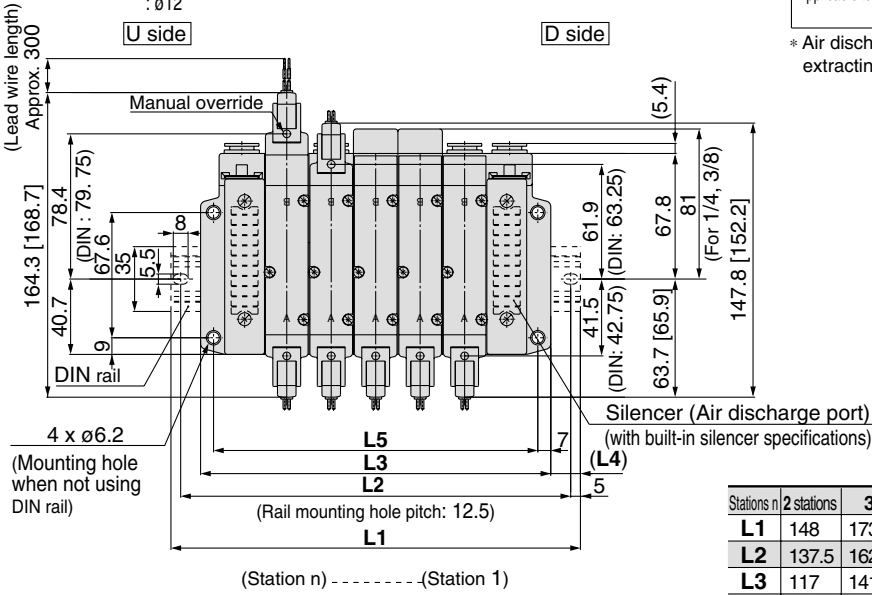 : ø12
U side
D side
* Air disch
extractin
(Lead wire length)
Approx. 300
Manual override
(5.4)
164.3 [168.7]
78.4
(DIN : 79. 75)
67.6
35
5.5
8
40.7
9
61.9
(DIN: 63.25)
67.8
81
(For 1/4, 3/8)
147.8 [152.2]
41.5
(DIN: 42.75)
63.7 [65.9]
B B B B B
A A A A A
DIN rail
4 x ø6.2
(Mounting hole
when not using
DIN rail)
Silencer (Air discharge port)
(with built-in silencer specifications)
L5
7
L3
(L4)
L2
5
(Rail mounting hole pitch: 12.5)
L1
(Station n) - - - - - - - - (Station 1)
Stations n 2 stations 3
L1 148 173
L2 137.5 162
L3 117 141